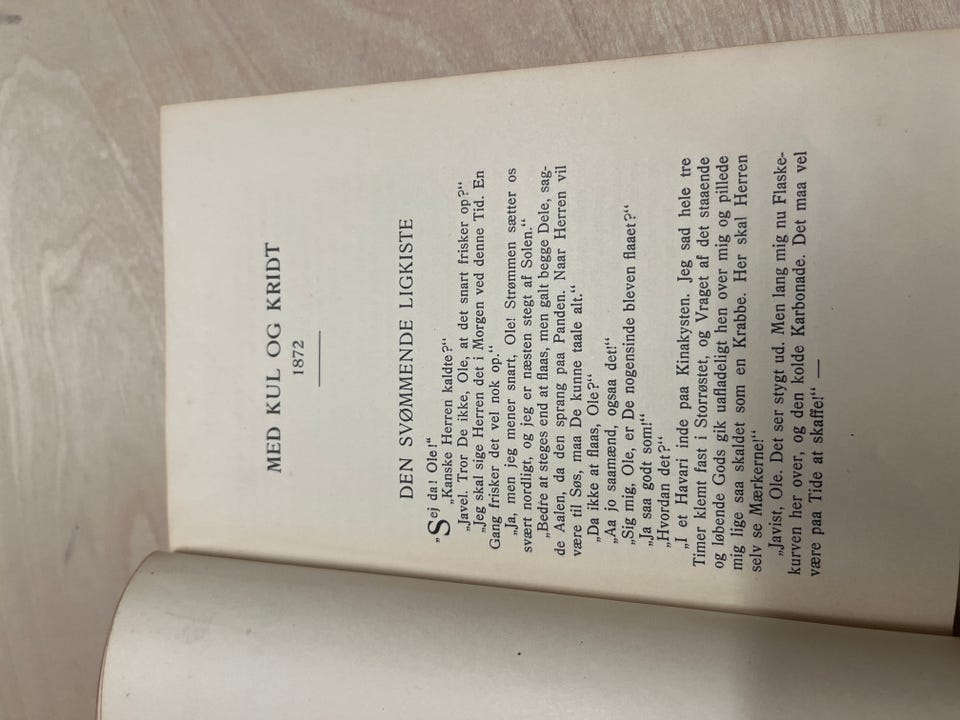 MED KUL OG KRIDT
1872
DEN SVØMMENDE LIGKISTE
„Sej da! Ole!“
„Kanske Herren kaldte?“
„Javel. Tror De ikke, Ole, at det snart frisker op?“
„Jeg skal sige Herren det i Morgen ved denne Tid. En
Gang frisker det vel nok op.“
„Ja, men jeg mener snart, Ole! Strømmen sætter os
svært nordligt, og jeg er næsten stegt af Solen.“
„Bedre at steges end at flaas, men galt begge Dele, sag-
de Aalen, da den sprang paa Panden. Naar Herren vil
være til Søs, maa De kunne taale alt.“
„Da ikke at flaas, Ole?“
„Aa jo saamænd, ogsaa det!“
„Sig mig, Ole, er De nogensinde bleven flaaet?“
„Ja saa godt som!“
„Hvordan det?“
„I et Havari inde paa Kinakysten. Jeg sad hele tre
Timer klemt fast i Storrøstet, og Vraget af det staaende
og løbende Gods gik uafladeligt hen over mig og pillede
mig lige saa skaldet som en Krabbe. Her skal Herren
selv se Mærkerne!“
„Javist, Ole. Det ser stygt ud. Men lang mig nu Flaske-
kurven her over, og den kolde Karbonade. Det maa vel
være paa Tide at skaffe!“ —